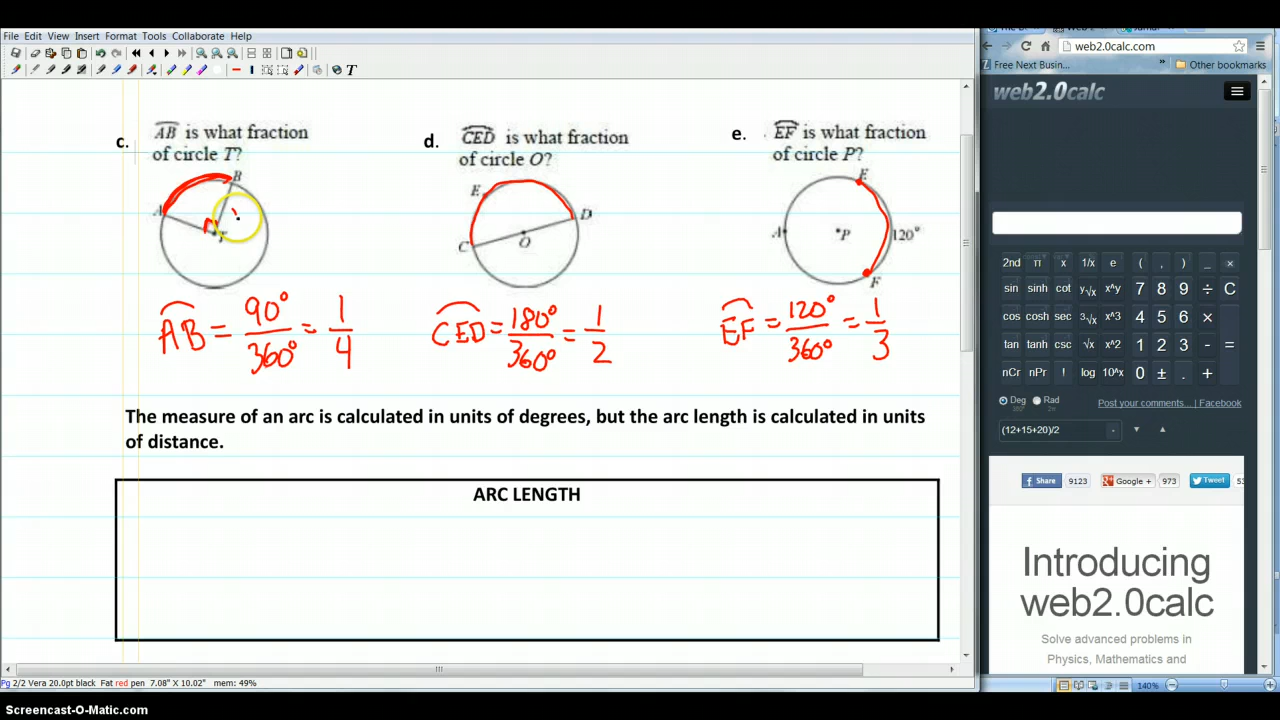 File Edit View Insert Format Tools Collaborate Help
T
web2.0calc.com
Free Next Busin...
»
Other bookmarks
web2.0calc
c.
AB is what fraction
of circle T?
d.
CED is what fraction
of circle O?
e.
EF is what fraction
of circle P?
B
A
T
E
D
C
O
E
A
P
120°
F
AB = 90°/360° = 1/4
CED = 180°/360° = 1/2
EF = 120°/360° = 1/3
The measure of an arc is calculated in units of degrees, but the arc length is calculated in units
of distance.
ARC LENGTH
2nd π x 1/x e ( , ) _ ×
sin sinh cot y√x x^y 7 8 9 ÷ C
cos cosh sec 3√x x^3 4 5 6 ×
tan tanh csc √x x^2 1 2 3 - =
nCr nPr ! log 10^x 0 ± . ÷ +
Deg 360° Rad 2π
Post your comments... | Facebook
(12+15+20)/2
Share 9123 Google + 973 Tweet
Introducing
web2.0calc
Solve advanced problems in
Physics, Mathematics and
Pg 2/2 Vera 20.0pt black Fat red pen 7.08" X 10.02" mem: 49%
140%
Screencast-O-Matic.com